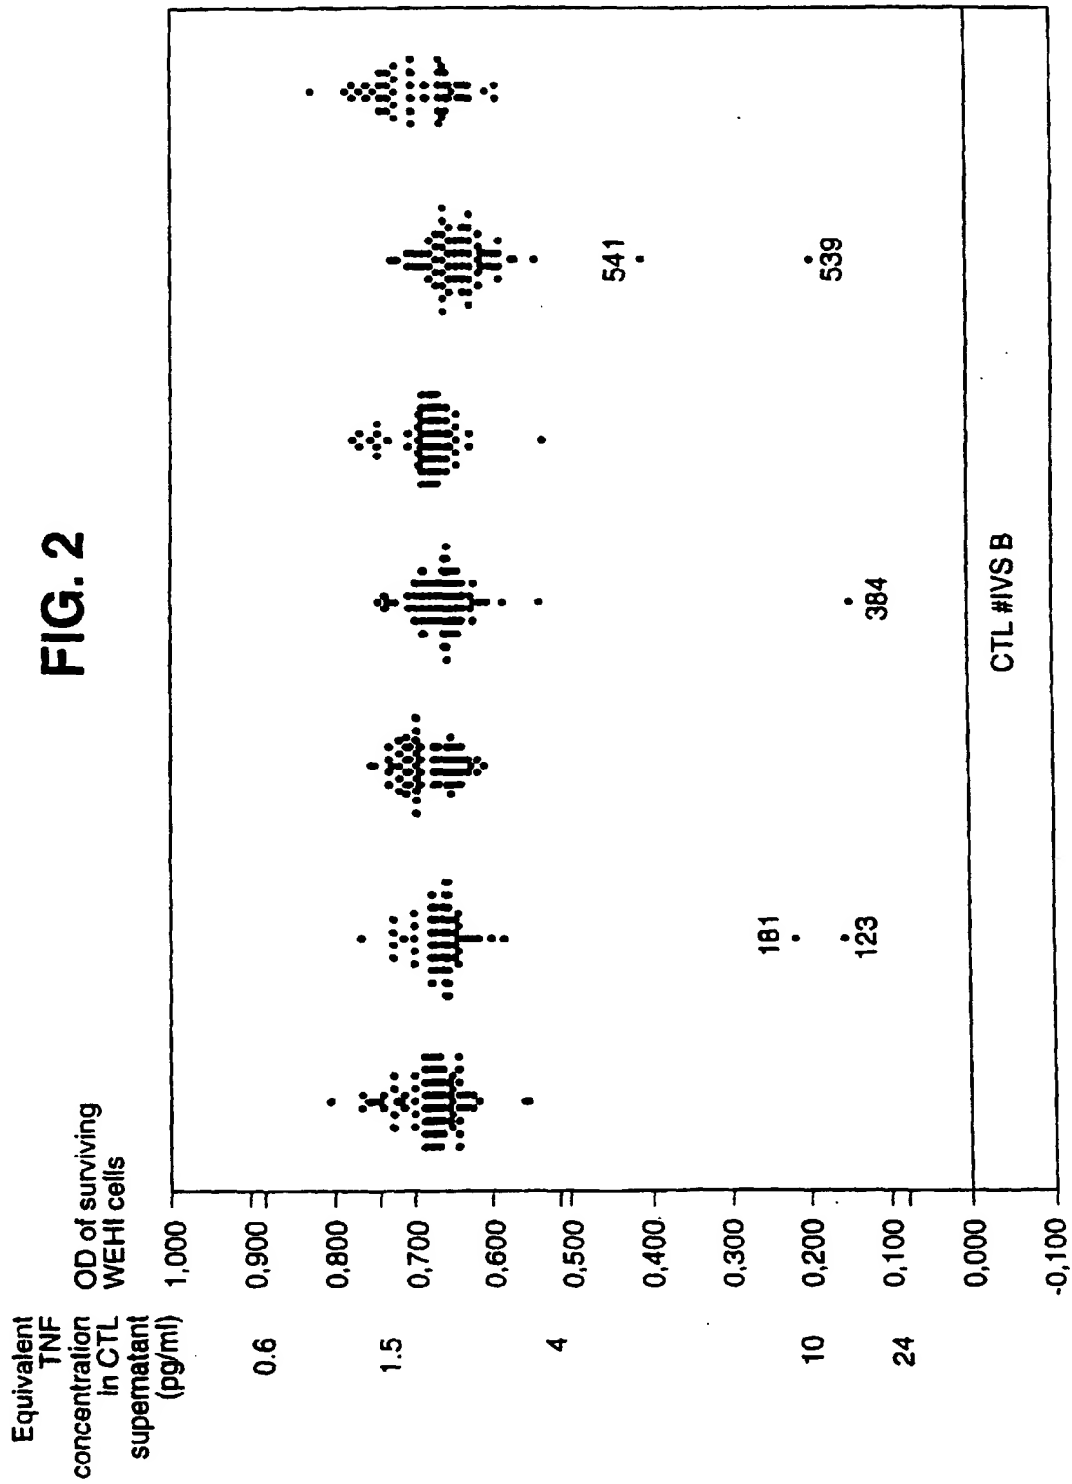 FIG. 2
Equivalent
TNF
concentration
in CTL
supernatant
(pg/ml)
OD of surviving
WEHI cells
1,000
0,900
0,800
0,700
0,600
0,500
0,400
0,300
0,200
0,100
0,000
-0,100
0.6
1.5
4
10
24
181
123
384
541
539
CTL #IVS B